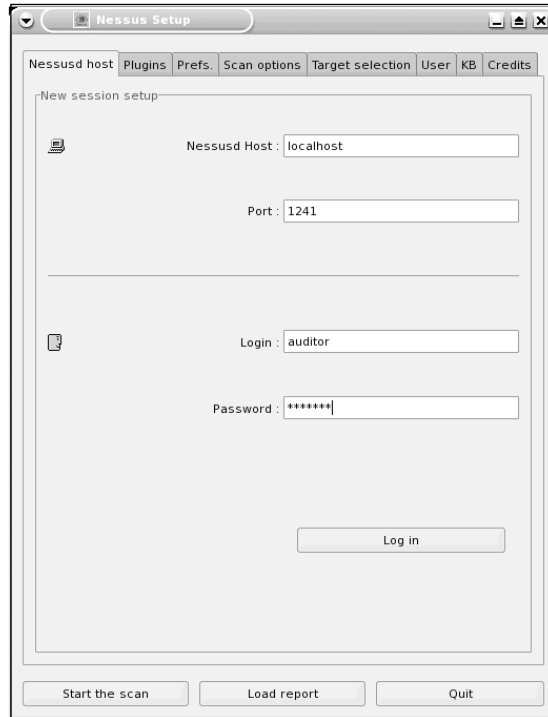 Nessus Setup
Nessusd host Plugins Prefs. Scan options Target selection User KB Credits
New session setup
Nessusd Host : localhost
Port : 1241
Login : auditor
Password : *******
Log in
Start the scan Load report Quit